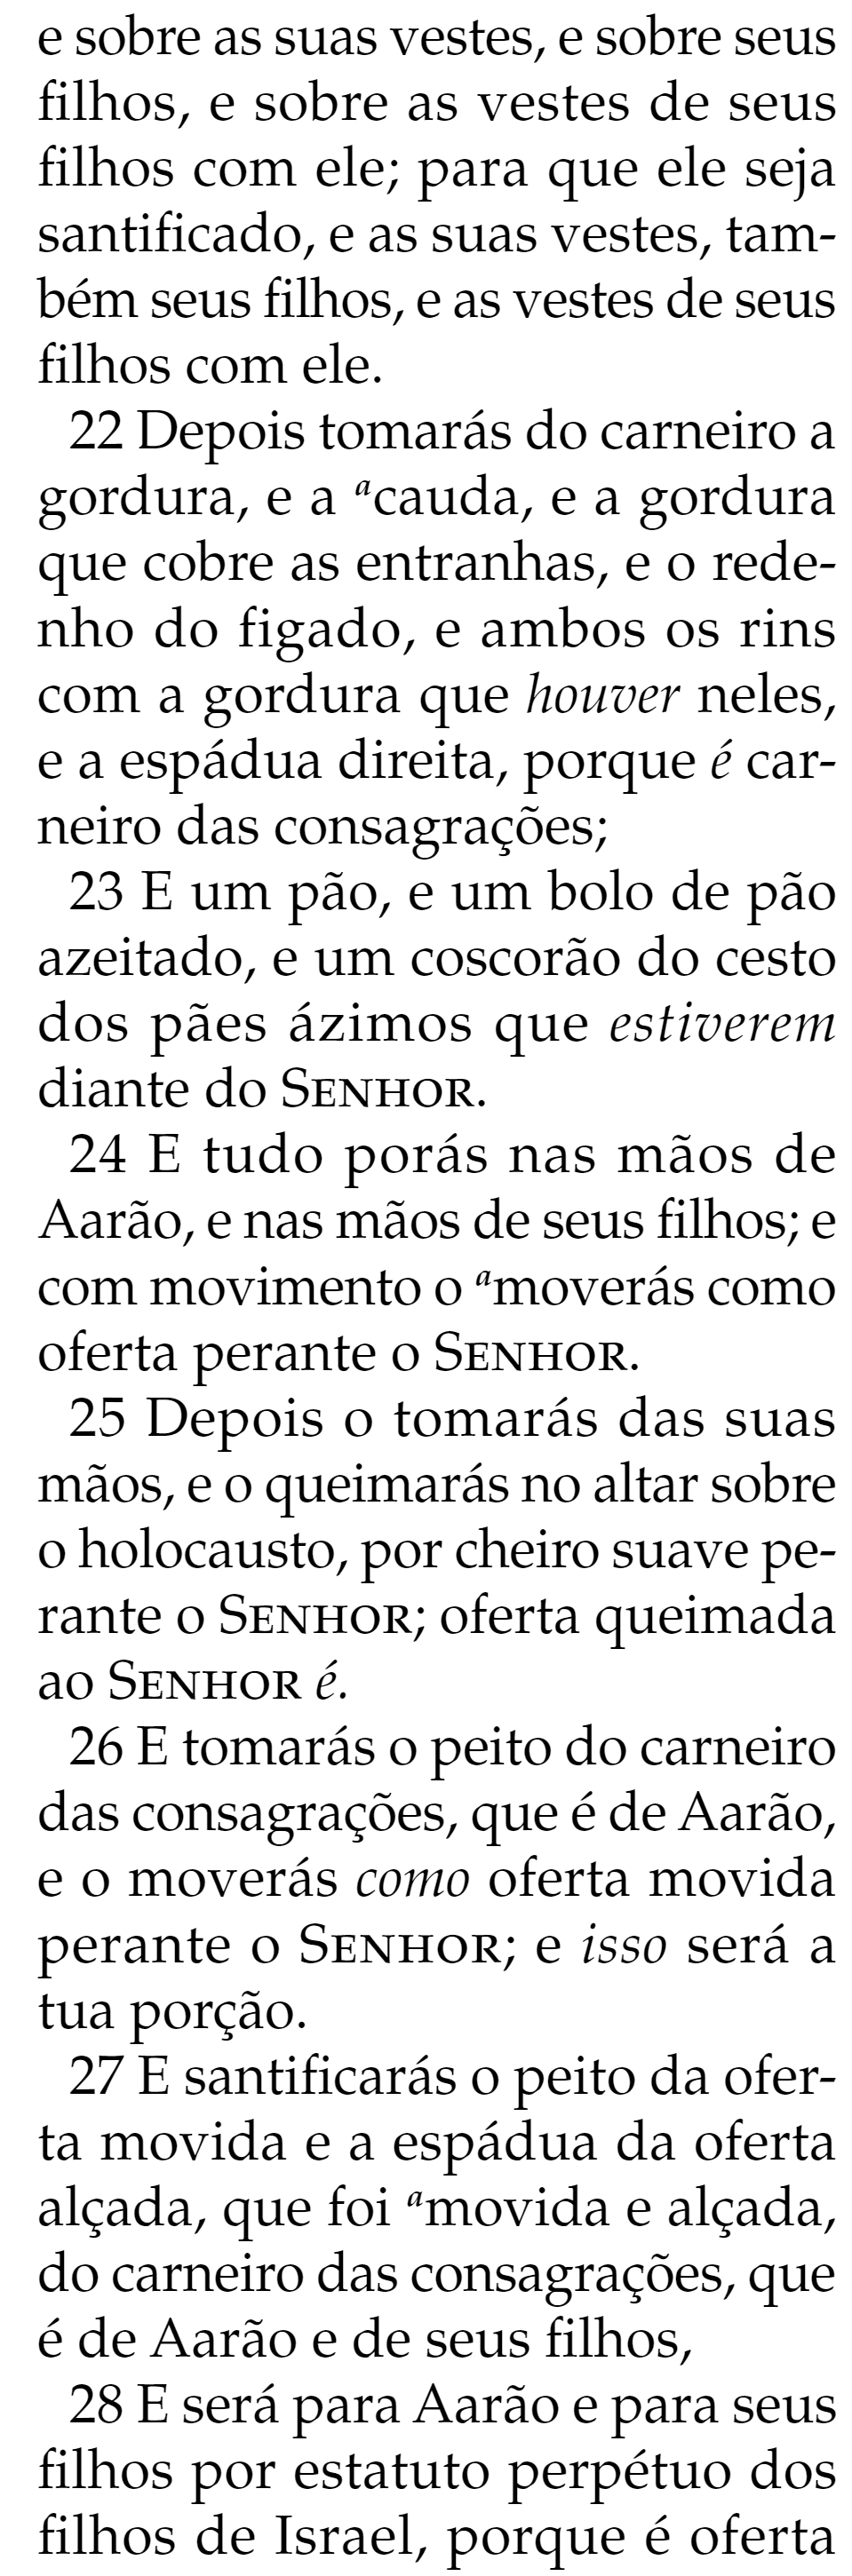 e sobre as suas vestes, e sobre seus
filhos, e sobre as vestes de seus
filhos com ele; para que ele seja
santificado, e as suas vestes, tam-
bém seus filhos, e as vestes de seus
filhos com ele.
22 Depois tomarás do carneiro a
gordura, e a ᵃcauda, e a gordura
que cobre as entranhas, e o rede-
nho do figado, e ambos os rins
com a gordura que houver neles,
e a espádua direita, porque é car-
neiro das consagrações;
23 E um pão, e um bolo de pão
azeitado, e um coscorão do cesto
dos pães ázimos que estiverem
diante do SENHOR.
24 E tudo porás nas mãos de
Aarão, e nas mãos de seus filhos; e
com movimento o ᵃmoverás como
oferta perante o SENHOR.
25 Depois o tomarás das suas
mãos, e o queimarás no altar sobre
o holocausto, por cheiro suave pe-
rante o SENHOR; oferta queimada
ao SENHOR é.
26 E tomarás o peito do carneiro
das consagrações, que é de Aarão,
e o moverás como oferta movida
perante o SENHOR; e isso será a
tua porção.
27 E santificarás o peito da ofer-
ta movida e a espádua da oferta
alçada, que foi ᵃmovida e alçada,
do carneiro das consagrações, que
é de Aarão e de seus filhos,
28 E será para Aarão e para seus
filhos por estatuto perpétuo dos
filhos de Israel, porque é oferta